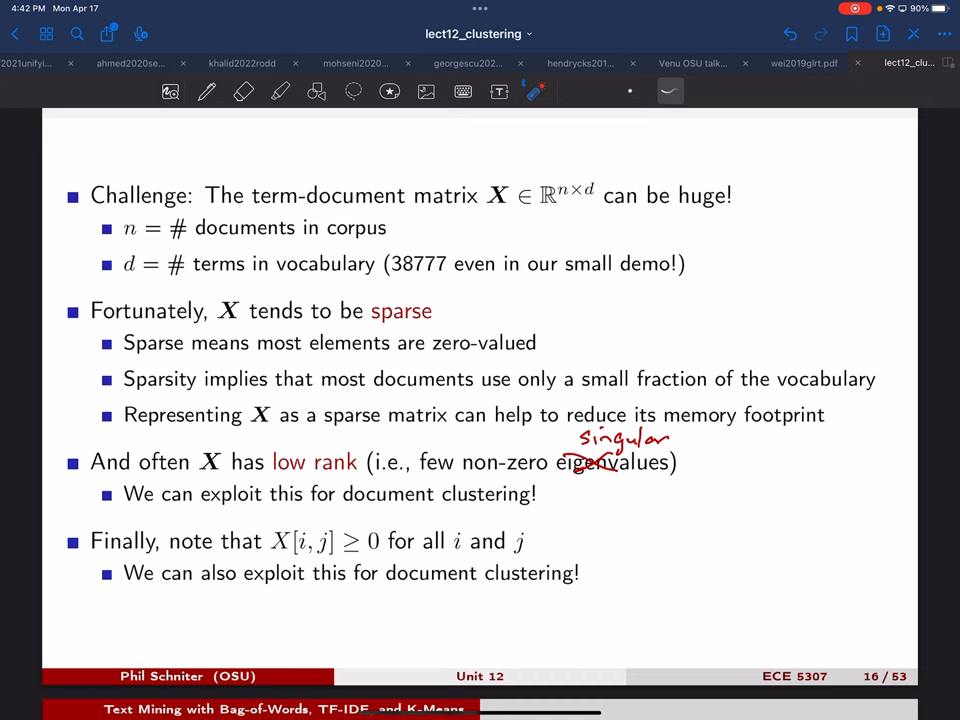 4:42 PM Mon Apr 17
90%
lect12_clustering
2021unifyi...
ahmed2020se...
khalid2022rodd
mohseni2020...
georgescu202...
hendrycks201...
Venu OSU talk...
wei2019glrt.pdf
lect12_clu...
Challenge: The term-document matrix X ∈ ℝⁿˣᵈ can be huge!
n = # documents in corpus
d = # terms in vocabulary (38777 even in our small demo!)
Fortunately, X tends to be sparse
Sparse means most elements are zero-valued
Sparsity implies that most documents use only a small fraction of the vocabulary
Representing X as a sparse matrix can help to reduce its memory footprint
singular
And often X has low rank (i.e., few non-zero eigenvalues)
We can exploit this for document clustering!
Finally, note that X[i, j] ≥ 0 for all i and j
We can also exploit this for document clustering!
Phil Schniter (OSU) Unit 12 ECE 5307 16 / 53
Text Mining with Bag-of-Words, TF-IDF, and K-Means